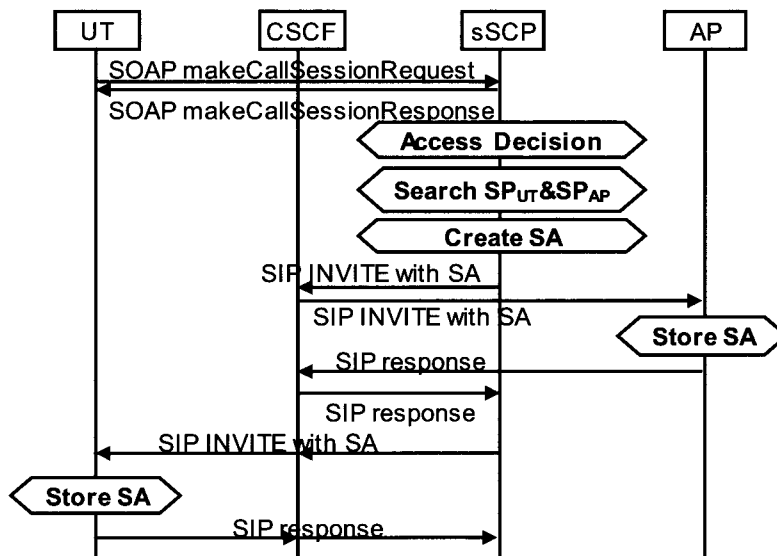 UT CSCF sSCP AP
SOAP makeCallSessionRequest
SOAP makeCallSessionResponse
Access Decision
Search SPUT&SPAP
Create SA
SIP INVITE with SA
SIP INVITE with SA
Store SA
SIP response
SIP response
SIP INVITE with SA
Store SA
SIP response